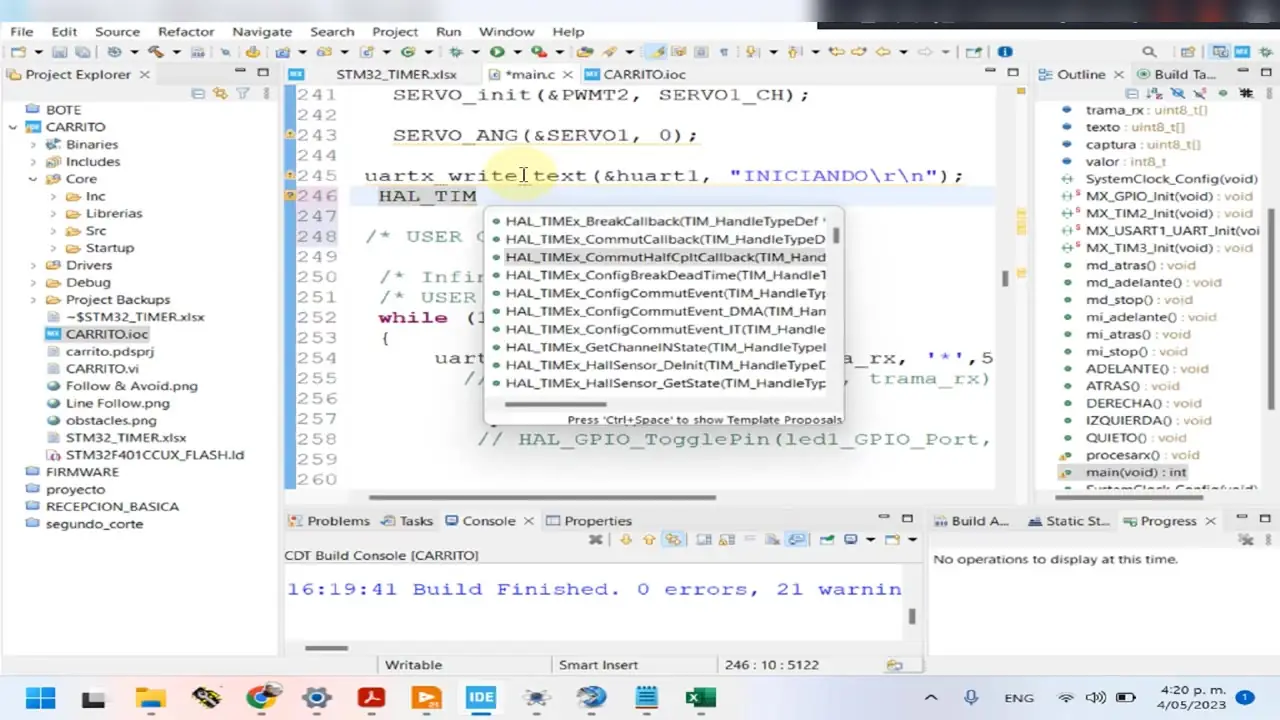 File Edit Source Refactor Navigate Search Project Run Window Help
Project Explorer
BOTE
CARRITO
Binaries
Includes
Core
Inc
Librerias
Src
Startup
Drivers
Debug
Project Backups
~$STM32_TIMER.xlsx
CARRITO.ioc
carrito.pdsprj
CARRITO.vi
Follow & Avoid.png
Line Follow.png
obstacles.png
STM32_TIMER.xlsx
STM32F401CCUX_FLASH.ld
FIRMWARE
proyecto
RECEPCION_BASICA
segundo_corte
STM32_TIMER.xlsx *main.c CARRITO.ioc
241 SERVO_init(&PWMT2, SERVO1_CH);
242
243 SERVO_ANG(&SERVO1, 0);
244
245 uartx_write_text(&huart1, "INICIANDO\r\n");
246 HAL_TIM
247
248 /* USER
250 /* Infin
251 /* USER
252 while (
253 {
254 uart a_rx, '*',5
255 // , trama_rx)
256
257
258 // HAL_GPIO_TogglePin(led1_GPIO_Port,
259
260
HAL_TIMEx_BreakCallback(TIM_HandleTypeDef *
HAL_TIMEx_CommutCallback(TIM_HandleTypeD
HAL_TIMEx_CommutHalfCpltCallback(TIM_Hand
HAL_TIMEx_ConfigBreakDeadTime(TIM_HandleT
HAL_TIMEx_ConfigCommutEvent(TIM_HandleTyp
HAL_TIMEx_ConfigCommutEvent_DMA(TIM_Han
HAL_TIMEx_ConfigCommutEvent_IT(TIM_Handle
HAL_TIMEx_GetChannelNState(TIM_HandleTypeI
HAL_TIMEx_HallSensor_DeInit(TIM_HandleTypeD
HAL_TIMEx_HallSensor_GetState(TIM_HandleTyp
Press 'Ctrl+Space' to show Template Proposals
Outline Build Ta...
trama_rx : uint8_t[]
texto : uint8_t[]
captura : uint8_t[]
valor : int8_t
SystemClock_Config(void)
MX_GPIO_Init(void) : void
MX_TIM2_Init(void) : void
MX_USART1_UART_Init(voi
MX_TIM3_Init(void) : void
md_atras() : void
md_adelante() : void
md_stop() : void
mi_adelante() : void
mi_atras() : void
mi_stop() : void
ADELANTE() : void
ATRAS() : void
DERECHA() : void
IZQUIERDA() : void
QUIETO() : void
procesarx() : void
main(void) : int
SystemClock_Config(void)
Problems Tasks Console Properties
CDT Build Console [CARRITO]
16:19:41 Build Finished. 0 errors, 21 warnin
Build A... Static St... Progress
No operations to display at this time.
Writable Smart Insert 246 : 10 : 5122
IDE
ENG
4:20 p. m.
4/05/2023
1